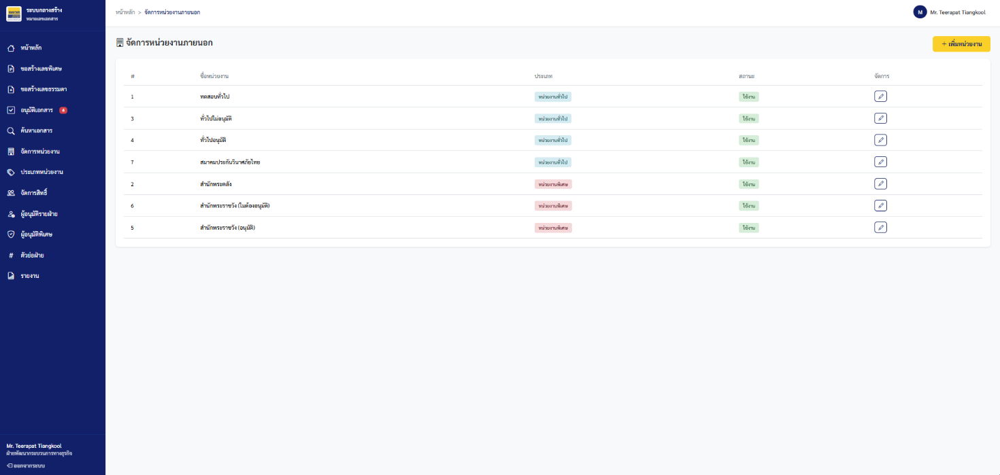 ระบบกลางสร้าง
หมายเลขเอกสาร
หน้าหลัก
ขอสร้างเลขพิเศษ
ขอสร้างเลขธรรมดา
อนุมัติเอกสาร
ค้นหาเอกสาร
จัดการหน่วยงาน
ประเภทหน่วยงาน
จัดการสิทธิ์
ผู้อนุมัติรายฝ่าย
ผู้อนุมัติพิเศษ
# ตัวย่อฝ่าย
รายงาน
Mr. Teerapat Tiangkool
ฝ่ายพัฒนากระบวนการทางธุรกิจ
ออกจากระบบ
หน้าหลัก > จัดการหน่วยงานภายนอก
M Mr. Teerapat Tiangkool
จัดการหน่วยงานภายนอก
+ เพิ่มหน่วยงาน
# ชื่อหน่วยงาน ประเภท สถานะ จัดการ
1 ทดสอบทั่วไป หน่วยงานทั่วไป ใช้งาน
3 ทั่วไปไม่อนุมัติ หน่วยงานทั่วไป ใช้งาน
4 ทั่วไปอนุมัติ หน่วยงานทั่วไป ใช้งาน
7 สมาคมประกันวินาศภัยไทย หน่วยงานทั่วไป ใช้งาน
2 สำนักพระคลัง หน่วยงานพิเศษ ใช้งาน
6 สำนักพระราชวัง (ไม่ต้องอนุมัติ) หน่วยงานพิเศษ ใช้งาน
5 สำนักพระราชวัง (อนุมัติ) หน่วยงานพิเศษ ใช้งาน